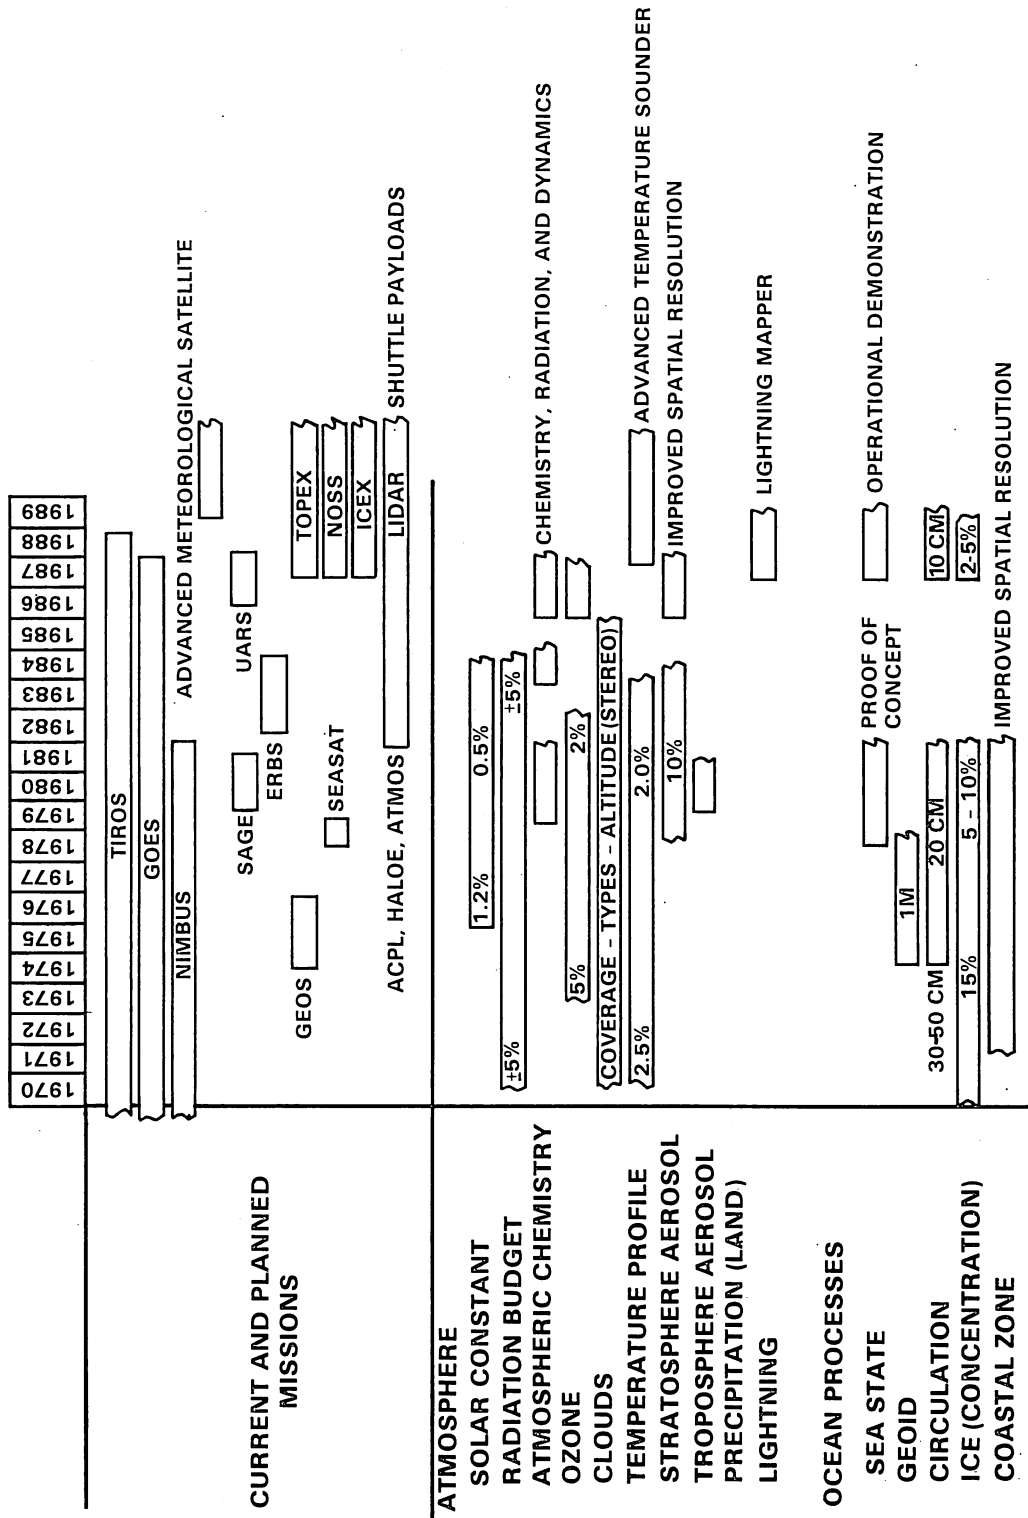 1970 1971 1972 1973 1974 1975 1976 1977 1978 1979 1980 1981 1982 1983 1984 1985 1986 1987 1988 1989
CURRENT AND PLANNED
MISSIONS
TIROS
GOES
NIMBUS
ADVANCED METEOROLOGICAL SATELLITE
SAGE
UARS
ERBS
GEOS
TOPEX
SEASAT
NOSS
ICEX
ACPL, HALOE, ATMOS
LIDAR
SHUTTLE PAYLOADS
ATMOSPHERE
SOLAR CONSTANT
1.2%
0.5%
RADIATION BUDGET
±5%
±5%
ATMOSPHERIC CHEMISTRY
CHEMISTRY, RADIATION, AND DYNAMICS
OZONE
5%
2%
CLOUDS
COVERAGE - TYPES - ALTITUDE (STEREO)
TEMPERATURE PROFILE
2.5%
2.0%
ADVANCED TEMPERATURE SOUNDER
STRATOSPHERE AEROSOL
10%
IMPROVED SPATIAL RESOLUTION
TROPOSPHERE AEROSOL
PRECIPITATION (LAND)
LIGHTNING
LIGHTNING MAPPER
OCEAN PROCESSES
SEA STATE
PROOF OF
CONCEPT
OPERATIONAL DEMONSTRATION
GEOID
1M
CIRCULATION
30-50 CM
20 CM
10 CM
ICE (CONCENTRATION)
15%
5 - 10%
2-5%
COASTAL ZONE
IMPROVED SPATIAL RESOLUTION